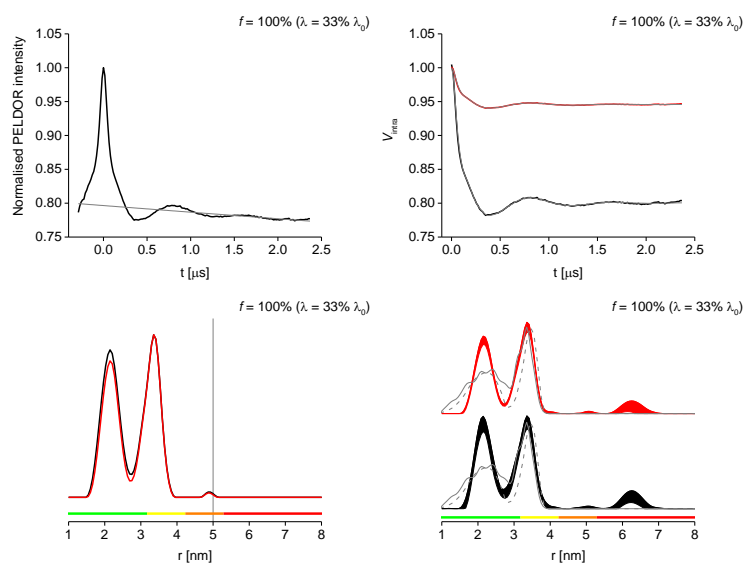 f = 100% (λ = 33% λ₀)
Normalised PELDOR intensity
1.05
1.00
0.95
0.90
0.85
0.80
0.75
0.0 0.5 1.0 1.5 2.0 2.5
t [μs]
f = 100% (λ = 33% λ₀)
V intra
1.05
1.00
0.95
0.90
0.85
0.80
0.75
0.0 0.5 1.0 1.5 2.0 2.5
t [μs]
f = 100% (λ = 33% λ₀)
1 2 3 4 5 6 7 8
r [nm]
f = 100% (λ = 33% λ₀)
1 2 3 4 5 6 7 8
r [nm]